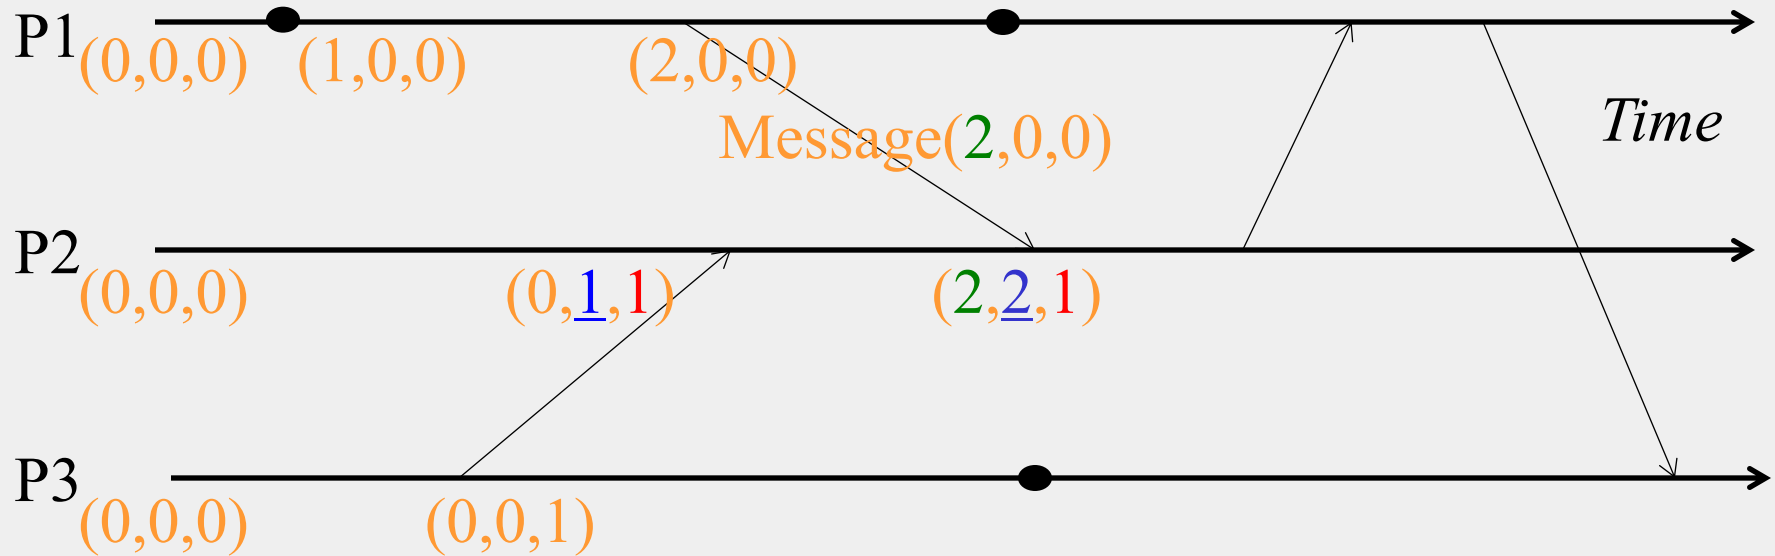 P1
(0,0,0) (1,0,0) (2,0,0)
Time
Message(2,0,0)
P2
(0,0,0) (0,1,1) (2,2,1)
P3
(0,0,0) (0,0,1)